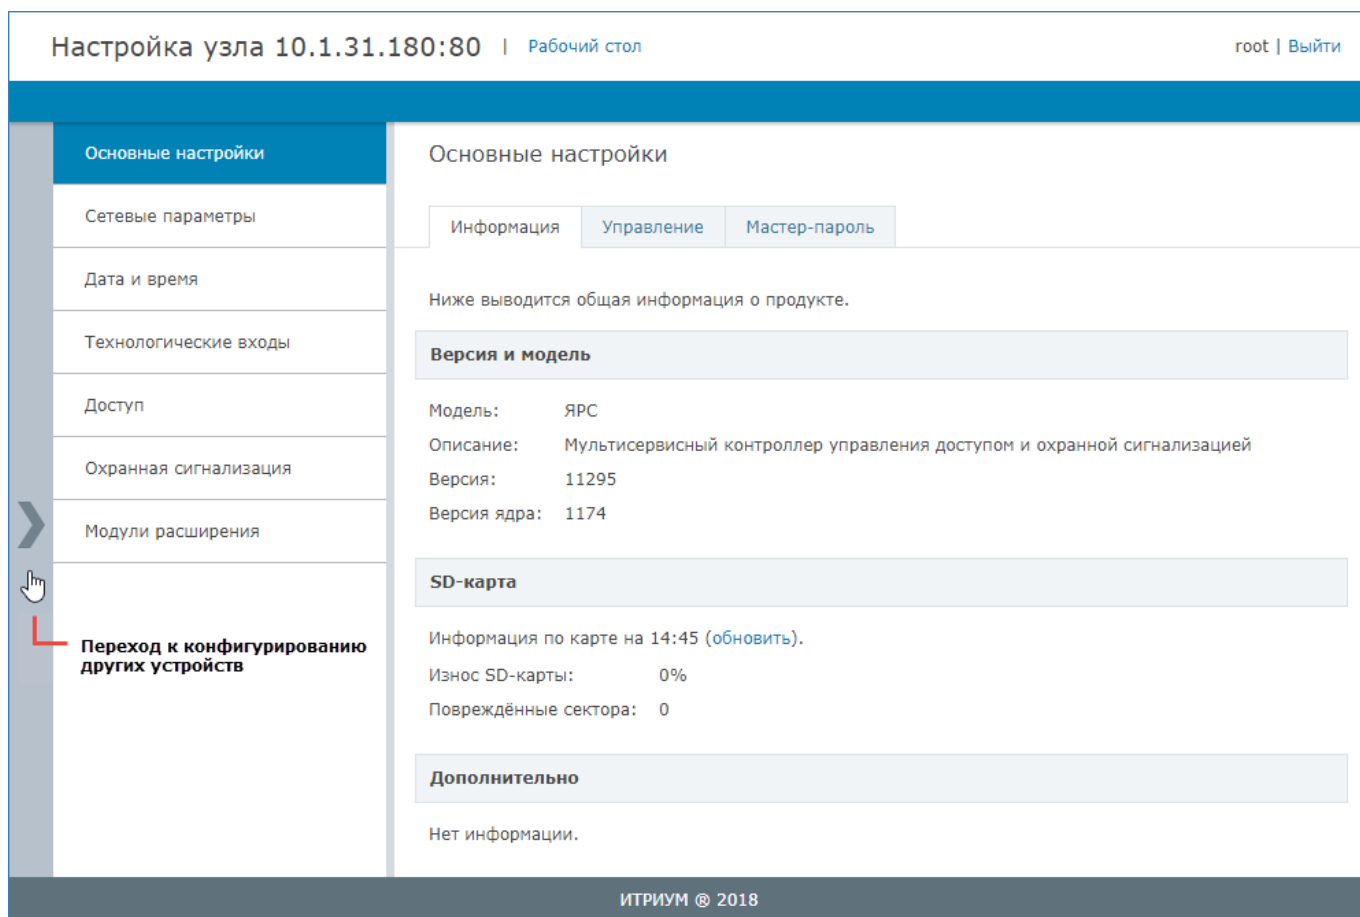 Настройка узла 10.1.31.180:80 | Рабочий стол
root | Выйти
Основные настройки
Сетевые параметры
Дата и время
Технологические входы
Доступ
Охранная сигнализация
Модули расширения
Переход к конфигурированию
других устройств
Основные настройки
Информация Управление Мастер-пароль
Ниже выводится общая информация о продукте.
Версия и модель
Модель: ЯРС
Описание: Мультисервисный контроллер управления доступом и охранной сигнализацией
Версия: 11295
Версия ядра: 1174
SD-карта
Информация по карте на 14:45 (обновить).
Износ SD-карты: 0%
Повреждённые сектора: 0
Дополнительно
Нет информации.
ИТРИУМ ® 2018